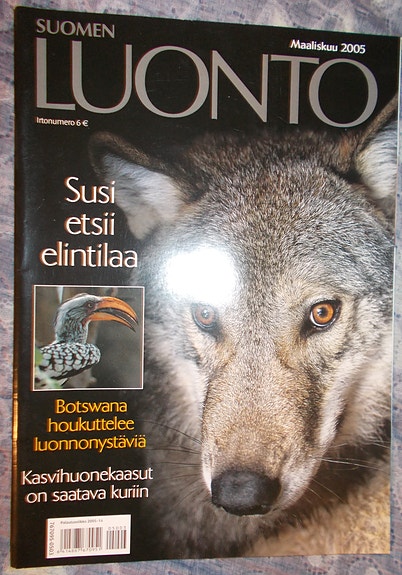 SUOMEN
LUONTO
Maaliskuu 2005
Irtonumero 6 €
Susi
etsii
elintilaa
Botswana
houkuttelee
luonnonystäviä
Kasvihuonekaasut
on saatava kuriin